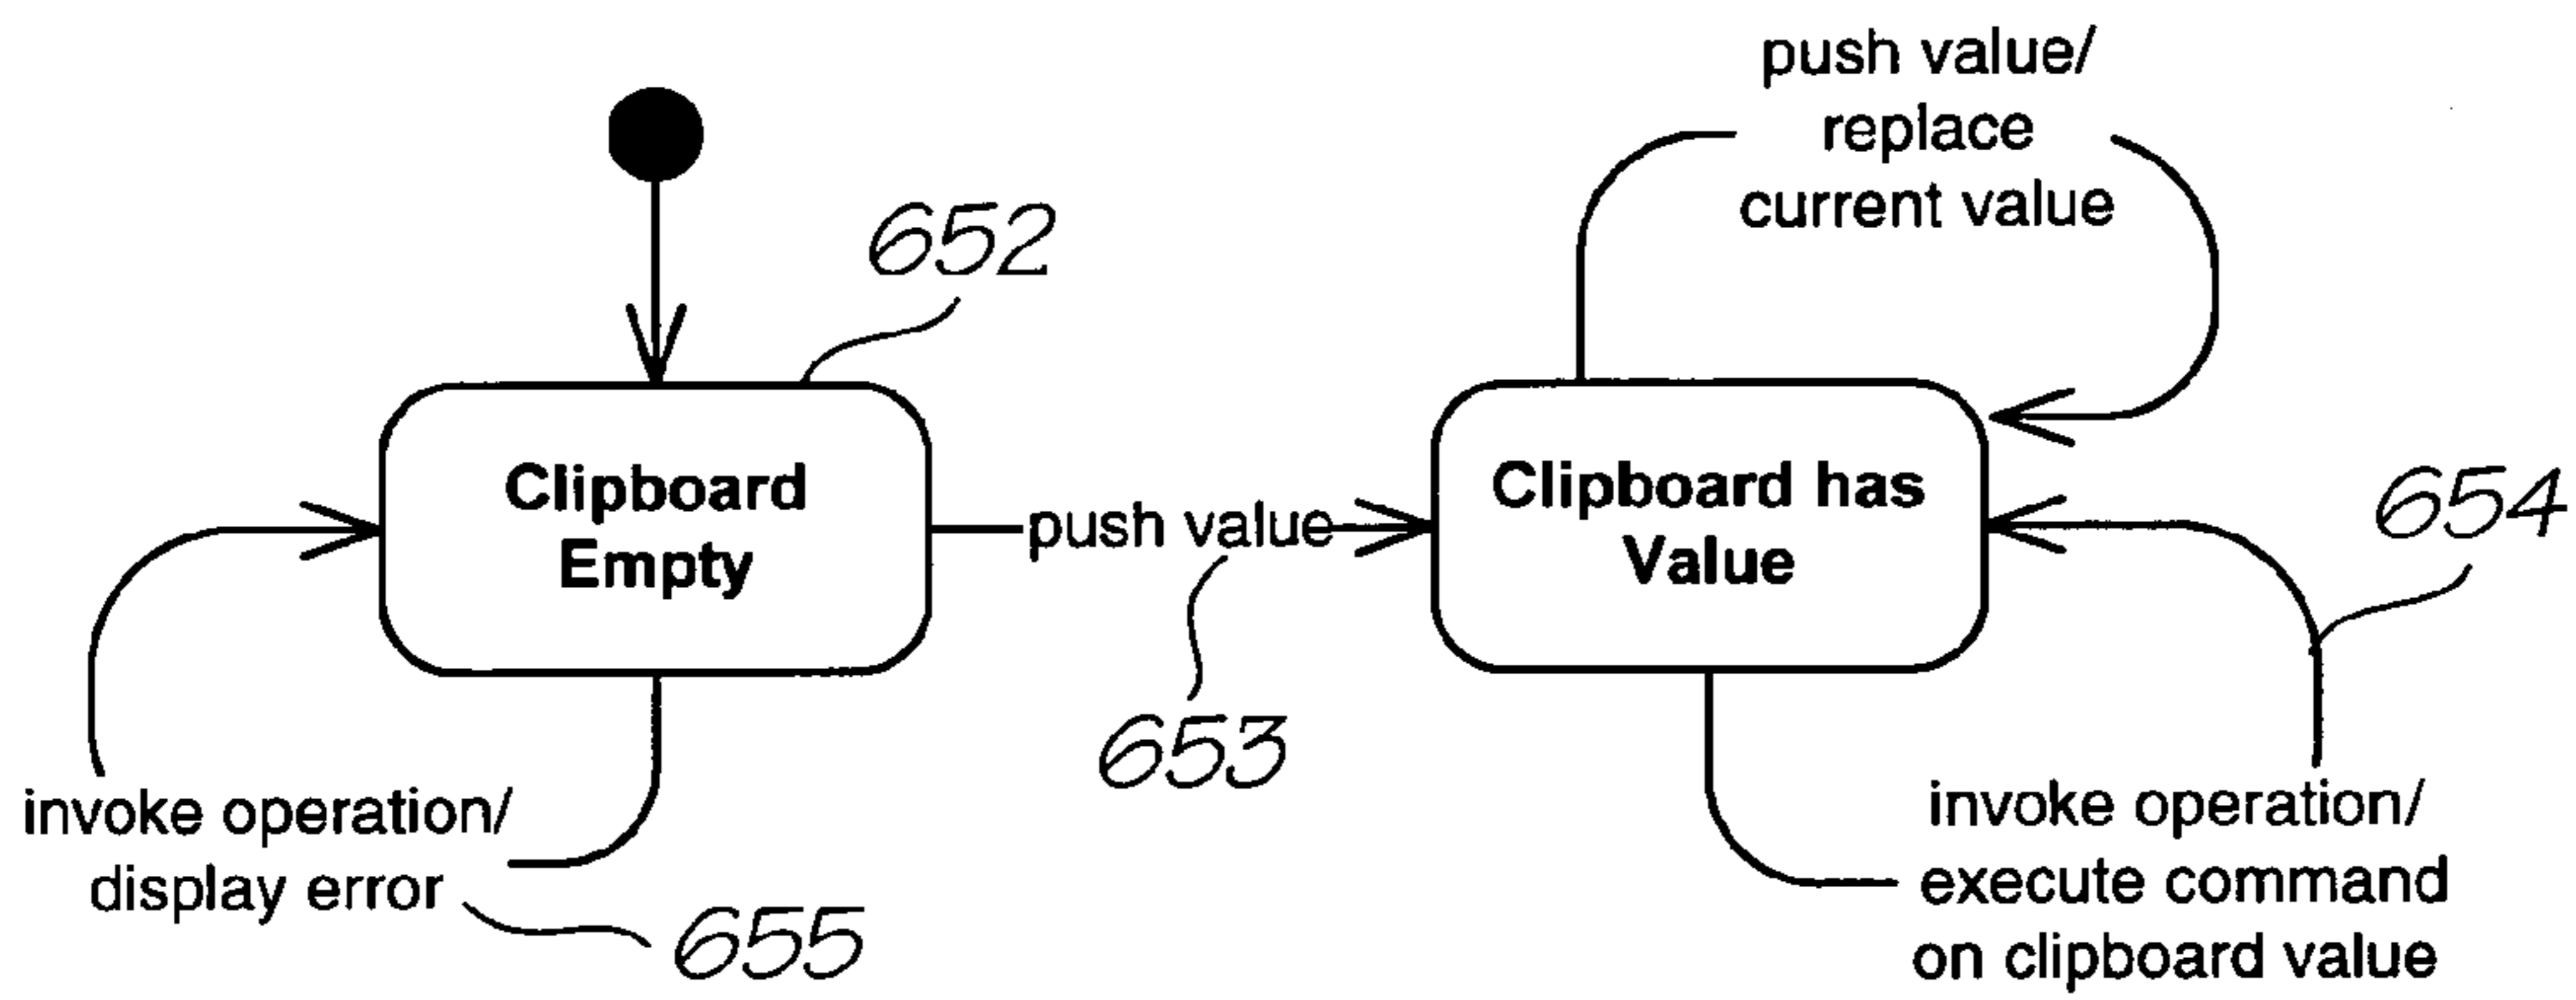 push value/
replace
current value
652
Clipboard
Empty
push value
Clipboard has
Value
654
653
invoke operation/
display error
655
invoke operation/
execute command
on clipboard value